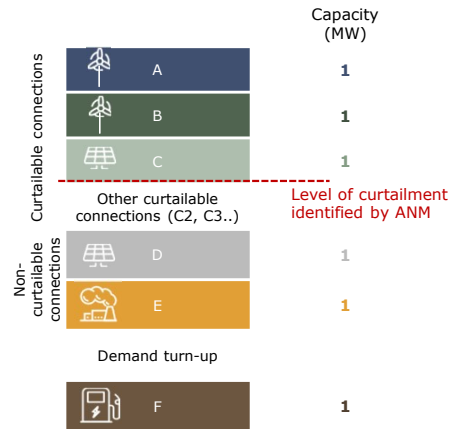 Capacity
(MW)
Curtailable connections
A
1
B
1
C
1
Other curtailable
connections (C2, C3..)
Level of curtailment
identified by ANM
Non-
curtailable
connections
D
1
E
1
Demand turn-up
F
1